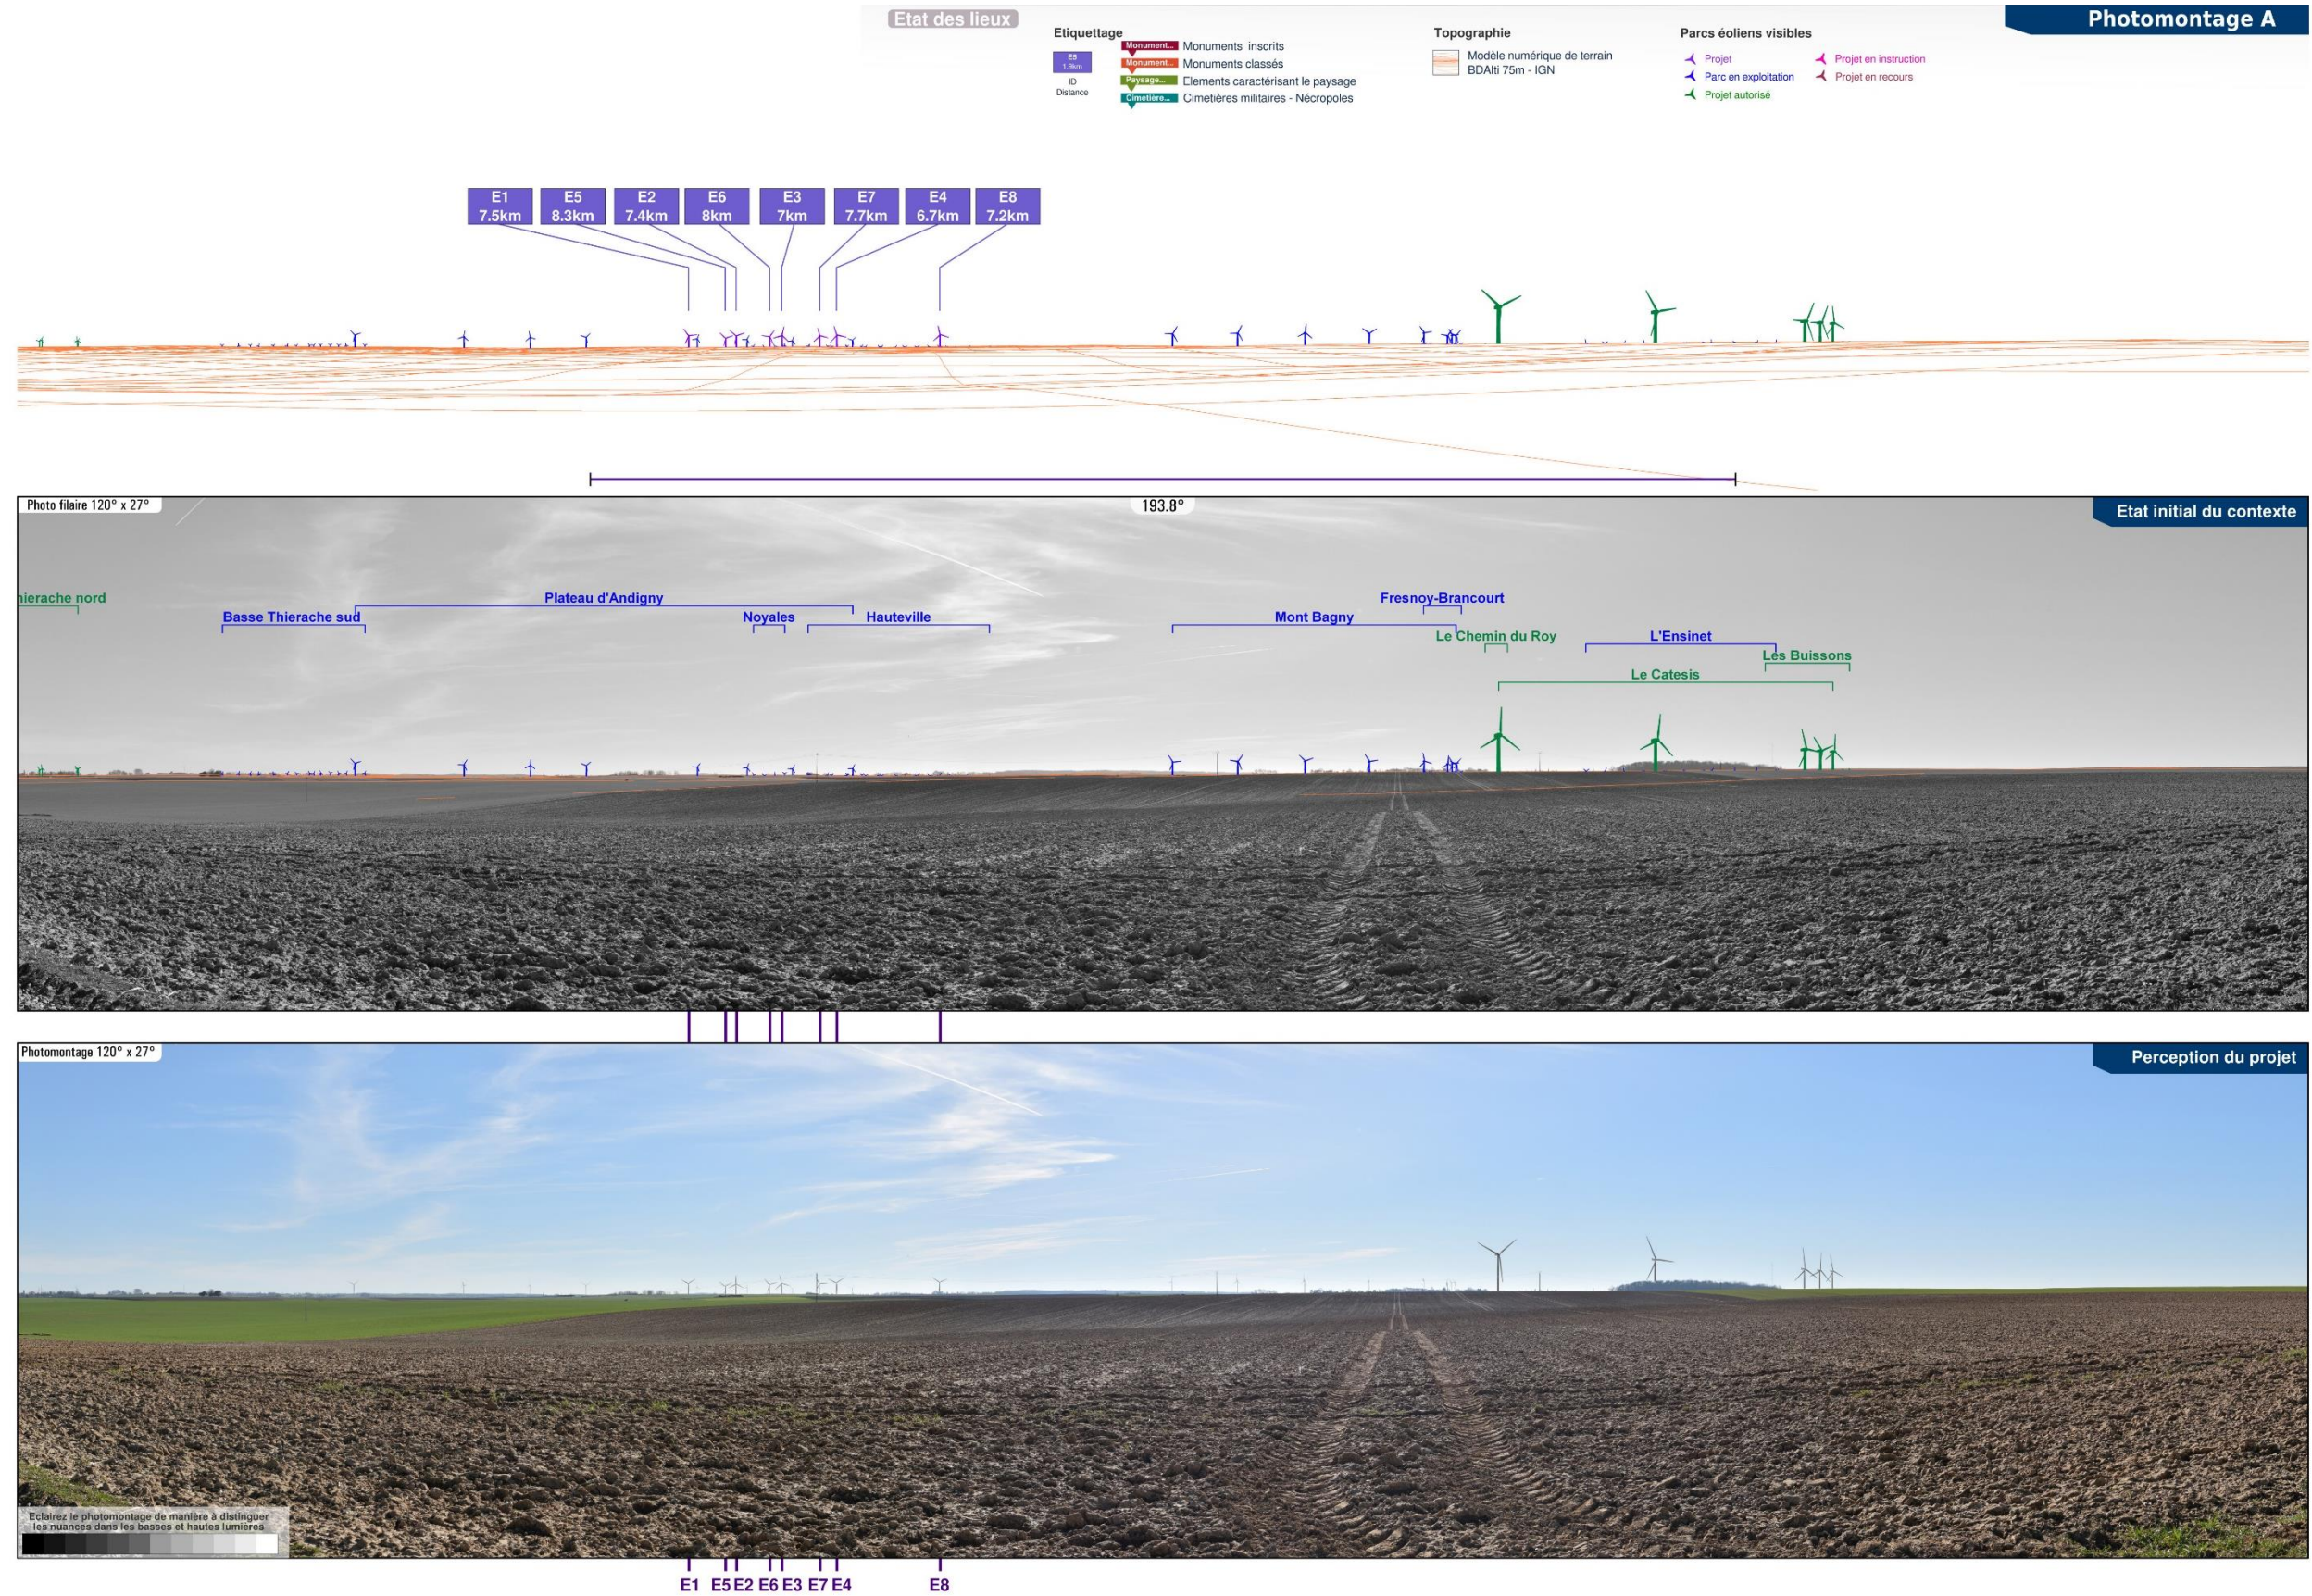 Etat des lieux
Photomontage A
Etiquettage
E5
1.9km
ID
Distance
Monument... Monuments inscrits
Monument... Monuments classés
Paysage... Elements caractérisant le paysage
Cimetière... Cimetières militaires - Nécropoles
Topographie
Modèle numérique de terrain
BDAlti 75m - IGN
Parcs éoliens visibles
Projet
Parc en exploitation
Projet autorisé
Projet en instruction
Projet en recours
E1
7.5km
E5
8.3km
E2
7.4km
E6
8km
E3
7km
E7
7.7km
E4
6.7km
E8
7.2km
Photo filaire 120° x 27°
193.8°
Etat initial du contexte
hierache nord
Basse Thierache sud
Plateau d'Andigny
Noyales
Hauteville
Mont Bagny
Fresnoy-Brancourt
Le Chemin du Roy
L'Ensinet
Les Buissons
Le Catesis
Photomontage 120° x 27°
Perception du projet
Eclairez le photomontage de manière à distinguer
les nuances dans les basses et hautes lumières
E1 E5 E2 E6 E3 E7 E4 E8